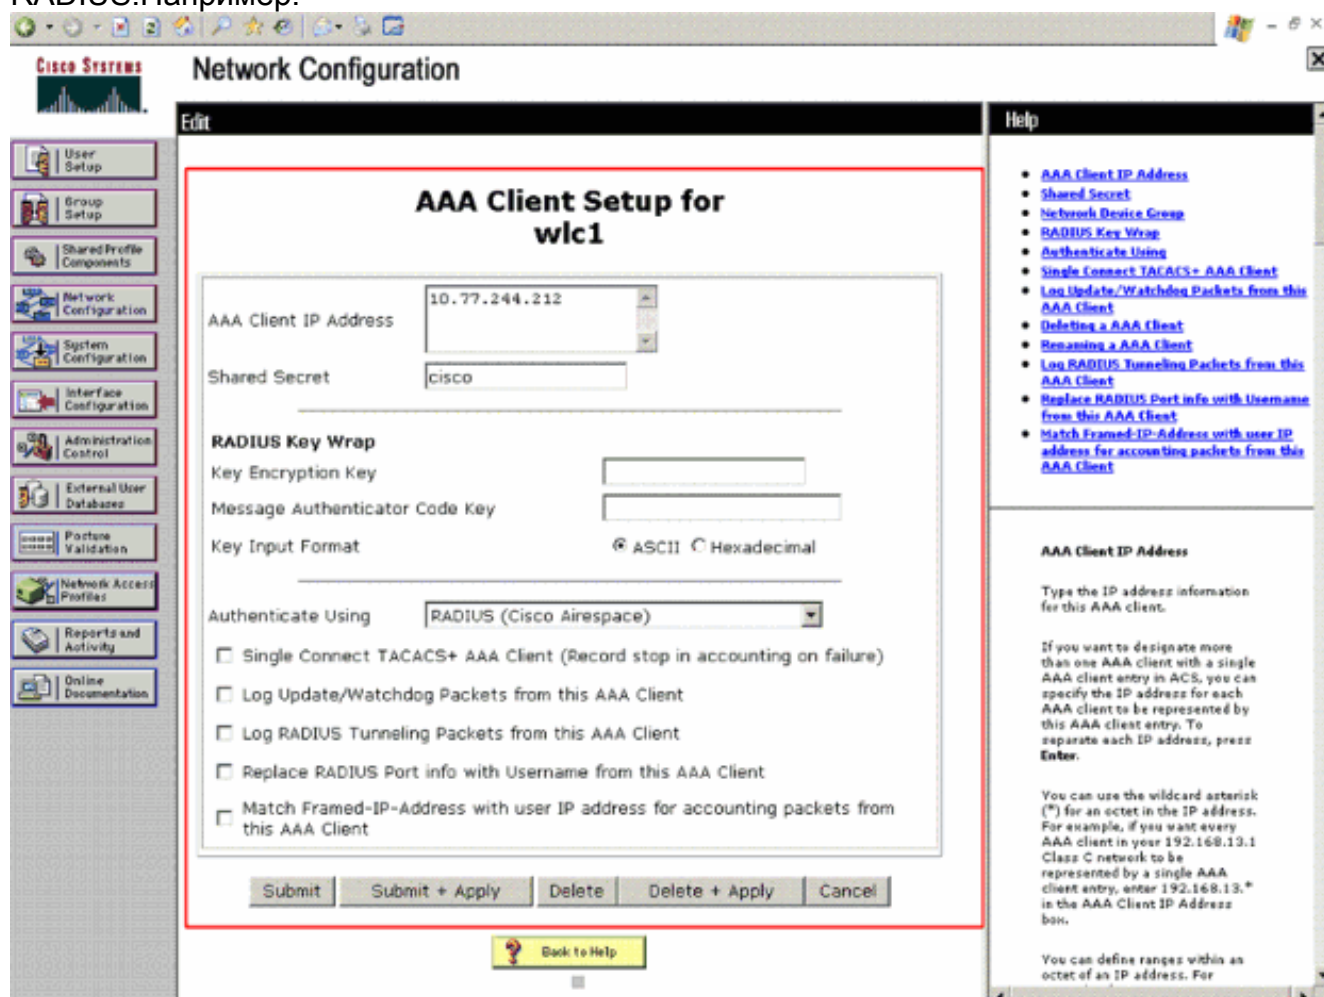 RADIUS.Например:
Cisco Systems
Network Configuration
Edit
User
Setup
Group
Setup
Shared Profile
Components
Network
Configuration
System
Configuration
Interface
Configuration
Administration
Control
External User
Databases
Posture
Validation
Network Access
Profiles
Reports and
Activity
Online
Documentation
AAA Client Setup for
wlc1
AAA Client IP Address
10.77.244.212
Shared Secret
cisco
RADIUS Key Wrap
Key Encryption Key
Message Authenticator Code Key
Key Input Format
ASCII Hexadecimal
Authenticate Using
RADIUS (Cisco Airespace)
Single Connect TACACS+ AAA Client (Record stop in accounting on failure)
Log Update/Watchdog Packets from this AAA Client
Log RADIUS Tunneling Packets from this AAA Client
Replace RADIUS Port info with Username from this AAA Client
Match Framed-IP-Address with user IP address for accounting packets from
this AAA Client
Submit
Submit + Apply
Delete
Delete + Apply
Cancel
Back to Help
Help
AAA Client IP Address
Shared Secret
Network Device Group
RADIUS Key Wrap
Authenticate Using
Single Connect TACACS+ AAA Client
Log Update/Watchdog Packets from this
AAA Client
Deleting a AAA Client
Renaming a AAA Client
Log RADIUS Tunneling Packets from this
AAA Client
Replace RADIUS Port info with Username
from this AAA Client
Match Framed-IP-Address with user IP
address for accounting packets from this
AAA Client
AAA Client IP Address
Type the IP address information
for this AAA client.
If you want to designate more
than one AAA client with a single
AAA client entry in ACS, you can
specify the IP address for each
AAA client to be represented by
this AAA client entry. To
separate each IP address, press
Enter.
You can use the wildcard asterisk
(*) for an octet in the IP address.
For example, if you want every
AAA client in your 192.168.13.1
Class C network to be
represented by a single AAA
client entry, enter 192.168.13.*
in the AAA Client IP Address
box.
You can define ranges within an
octet of an IP address. For